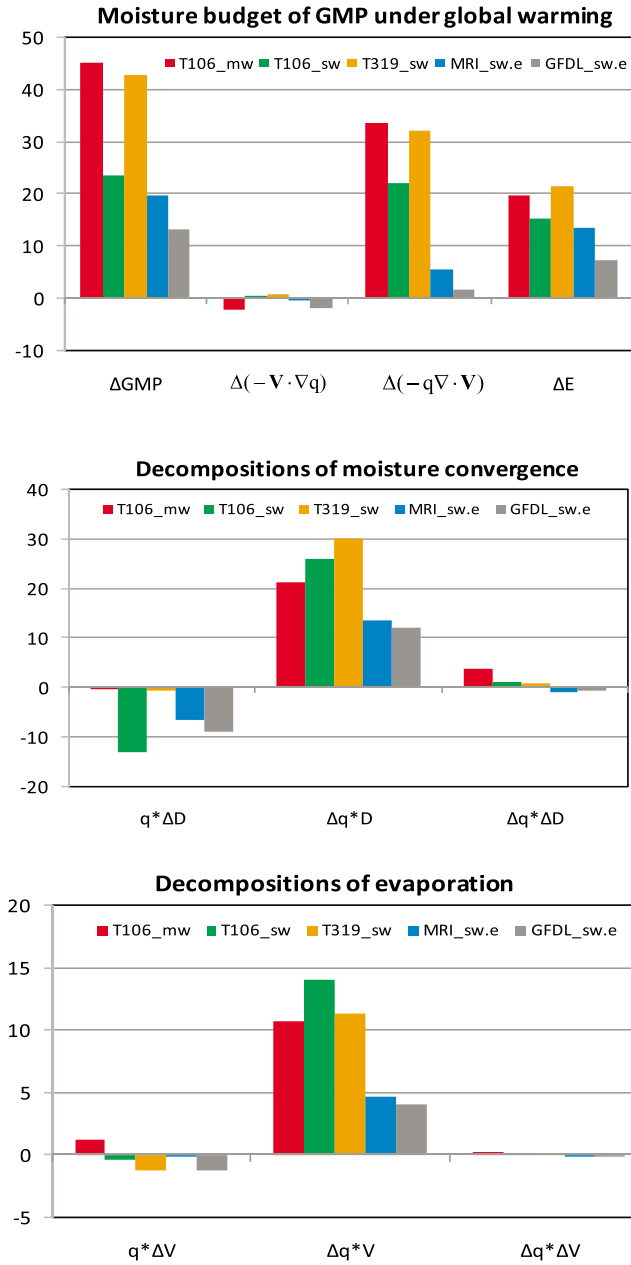 Moisture budget of GMP under global warming
50
T106_mw T106_sw T319_sw MRI_sw.e GFDL_sw.e
40
30
20
10
0
-10
ΔGMP Δ(−V·∇q) Δ(−q∇·V) ΔE
Decompositions of moisture convergence
40
T106_mw T106_sw T319_sw MRI_sw.e GFDL_sw.e
30
20
10
0
-10
-20
q*ΔD Δq*D Δq*ΔD
Decompositions of evaporation
20
T106_mw T106_sw T319_sw MRI_sw.e GFDL_sw.e
15
10
5
0
-5
q*ΔV Δq*V Δq*ΔV